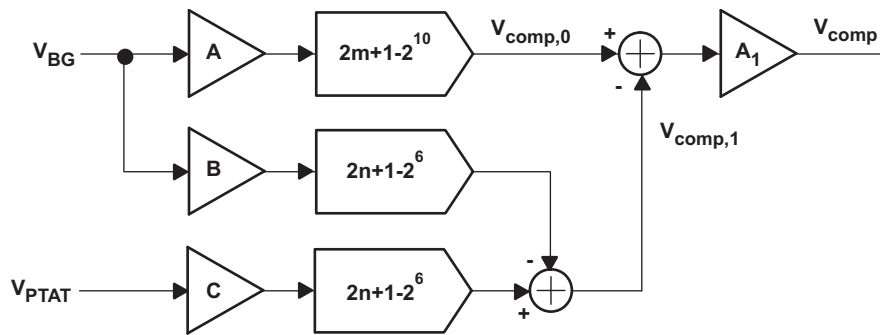 V_BG
A
2m+1-2^10
V_comp,0
+
-
A_1
V_comp
V_comp,1
B
2n+1-2^6
-
V_PTAT
C
2n+1-2^6
+